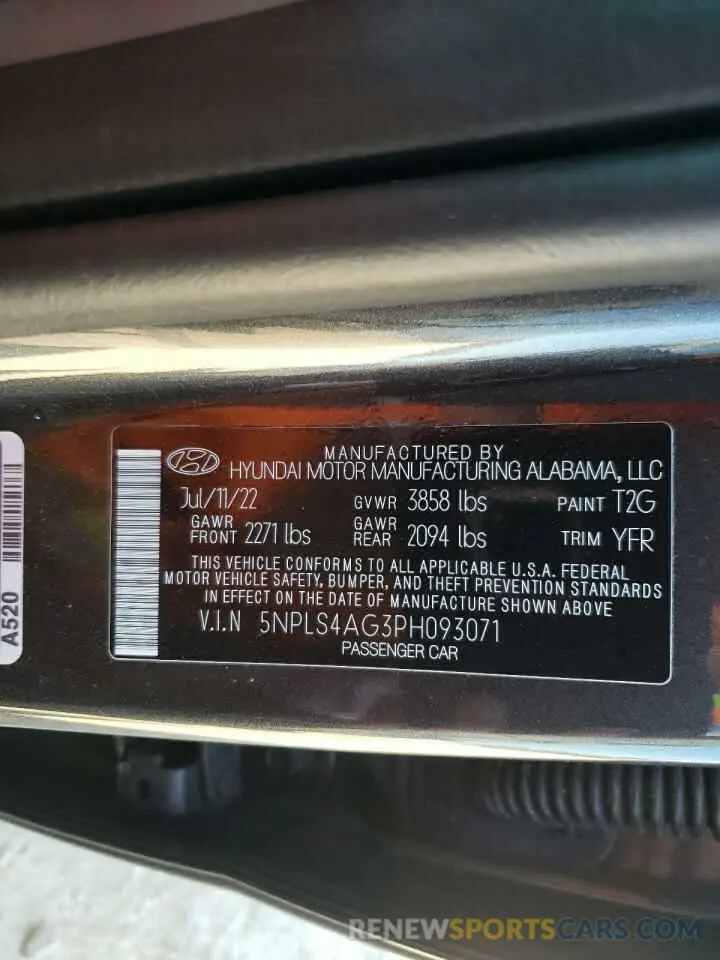 MANUFACTURED BY
HYUNDAI MOTOR MANUFACTURING ALABAMA, LLC
Jul/11/22 GVWR 3858 lbs PAINT T2G
GAWR FRONT 2271 lbs GAWR REAR 2094 lbs TRIM YFR
THIS VEHICLE CONFORMS TO ALL APPLICABLE U.S.A. FEDERAL
MOTOR VEHICLE SAFETY, BUMPER, AND THEFT PREVENTION STANDARDS
IN EFFECT ON THE DATE OF MANUFACTURE SHOWN ABOVE
V.I.N 5NPLS4AG3PH093071
PASSENGER CAR
A520
RENEWSPORTSCARS.COM